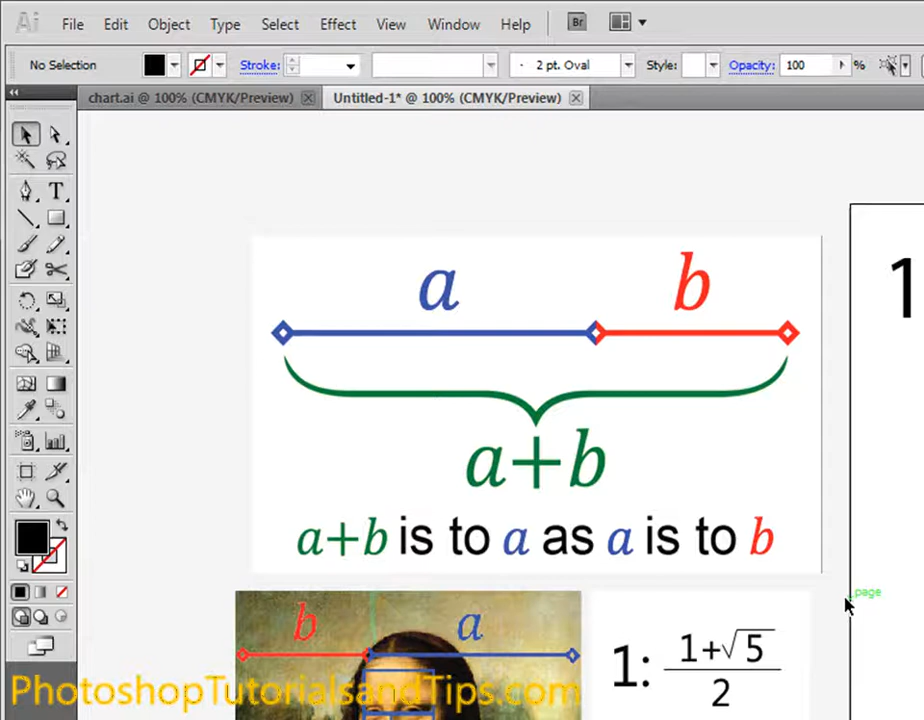 Ai File Edit Object Type Select Effect View Window Help Br
No Selection Stroke: 2 pt. Oval Style: Opacity: 100 %
chart.ai @ 100% (CMYK/Preview) Untitled-1* @ 100% (CMYK/Preview)
T
a b
1
a+b
a+b is to a as a is to b
page
b a
1: 1+√5
2
PhotoshopTutorialsandTips.com